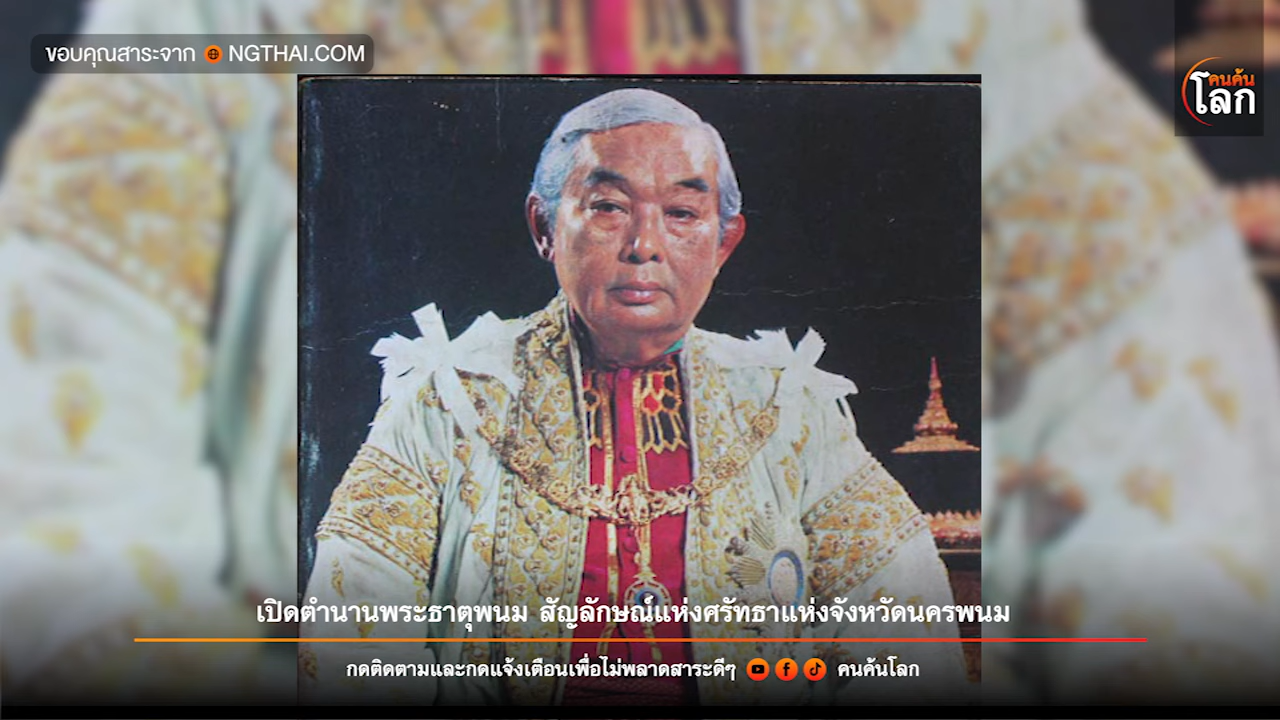 ขอบคุณสาระจาก NGTHAI.COM
คนค้น
โลก
เปิดตำนานพระธาตุพนม สัญลักษณ์แห่งศรัทธาแห่งจังหวัดนครพนม
กดติดตามและกดแจ้งเตือนเพื่อไม่พลาดสาระดีๆ คนค้นโลก